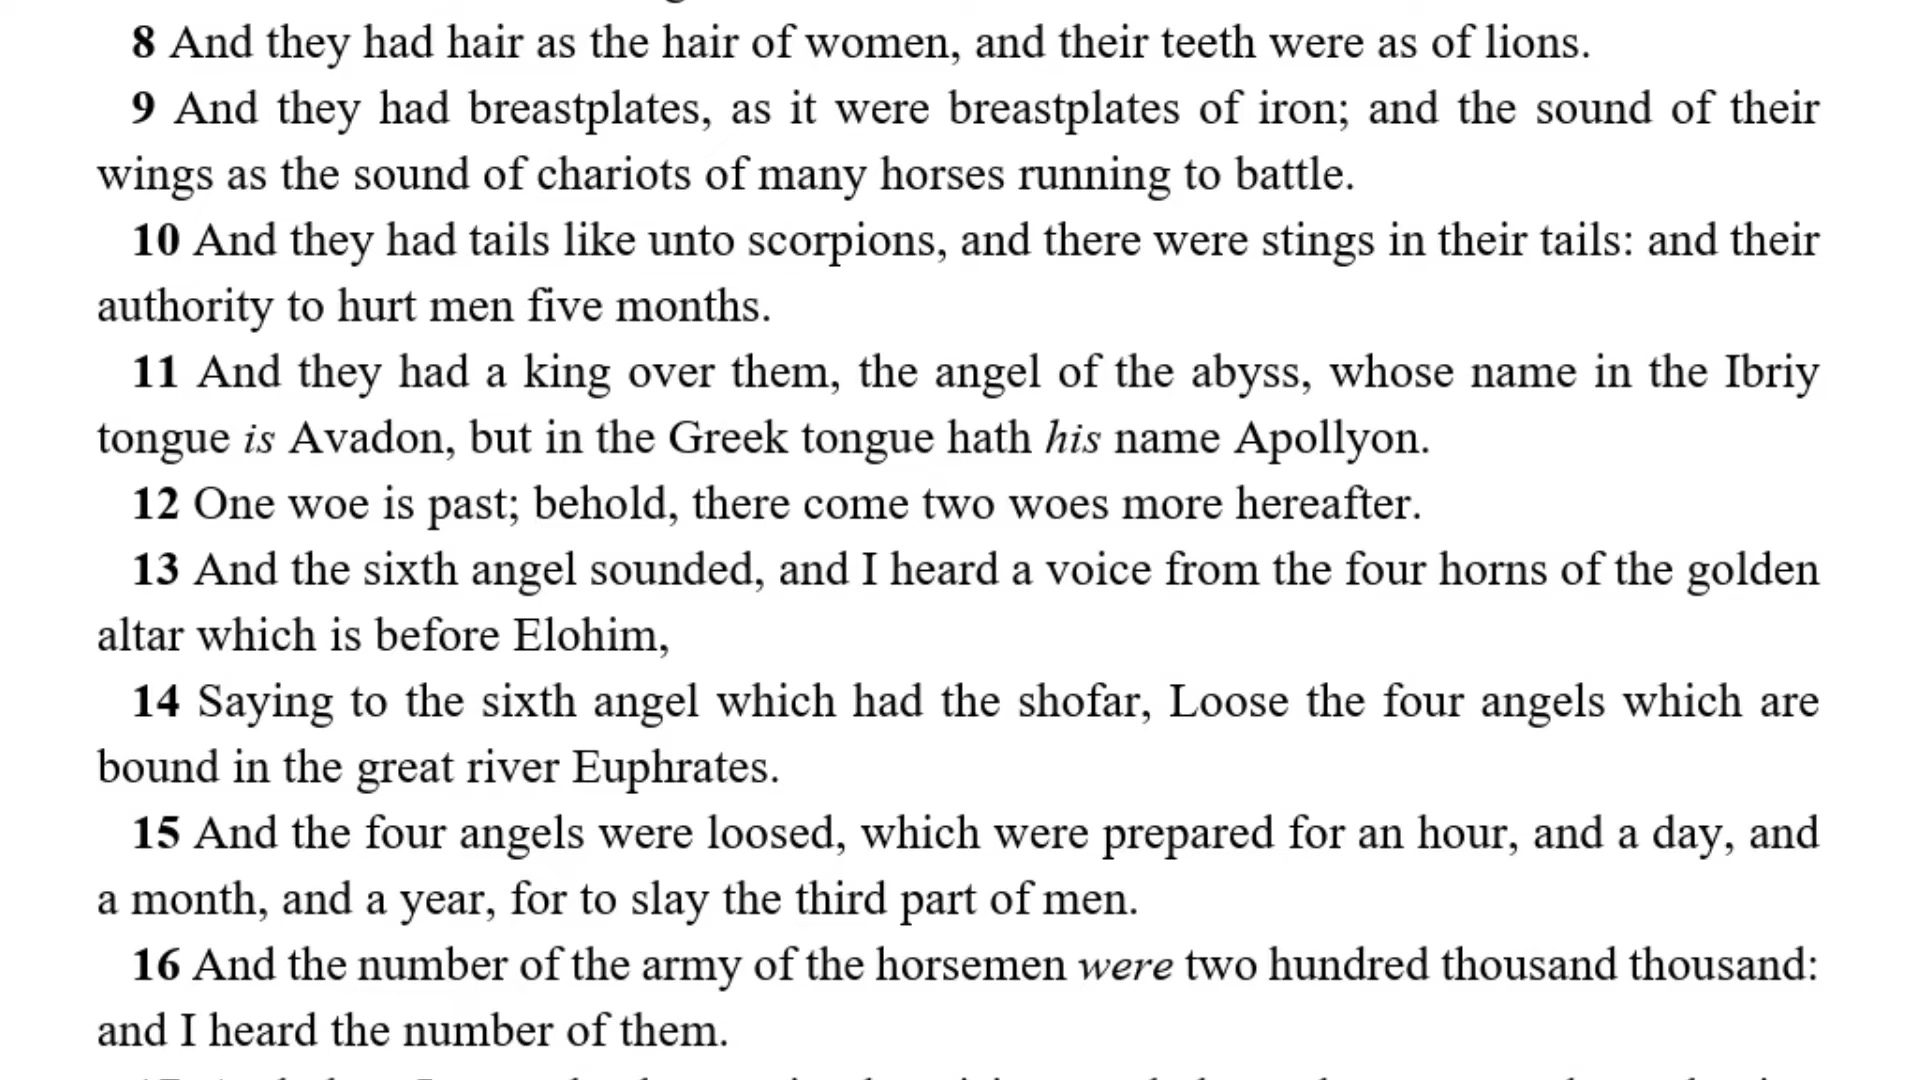 8 And they had hair as the hair of women, and their teeth were as of lions.
9 And they had breastplates, as it were breastplates of iron; and the sound of their
wings as the sound of chariots of many horses running to battle.
10 And they had tails like unto scorpions, and there were stings in their tails: and their
authority to hurt men five months.
11 And they had a king over them, the angel of the abyss, whose name in the Ibriy
tongue is Avadon, but in the Greek tongue hath his name Apollyon.
12 One woe is past; behold, there come two woes more hereafter.
13 And the sixth angel sounded, and I heard a voice from the four horns of the golden
altar which is before Elohim,
14 Saying to the sixth angel which had the shofar, Loose the four angels which are
bound in the great river Euphrates.
15 And the four angels were loosed, which were prepared for an hour, and a day, and
a month, and a year, for to slay the third part of men.
16 And the number of the army of the horsemen were two hundred thousand thousand:
and I heard the number of them.